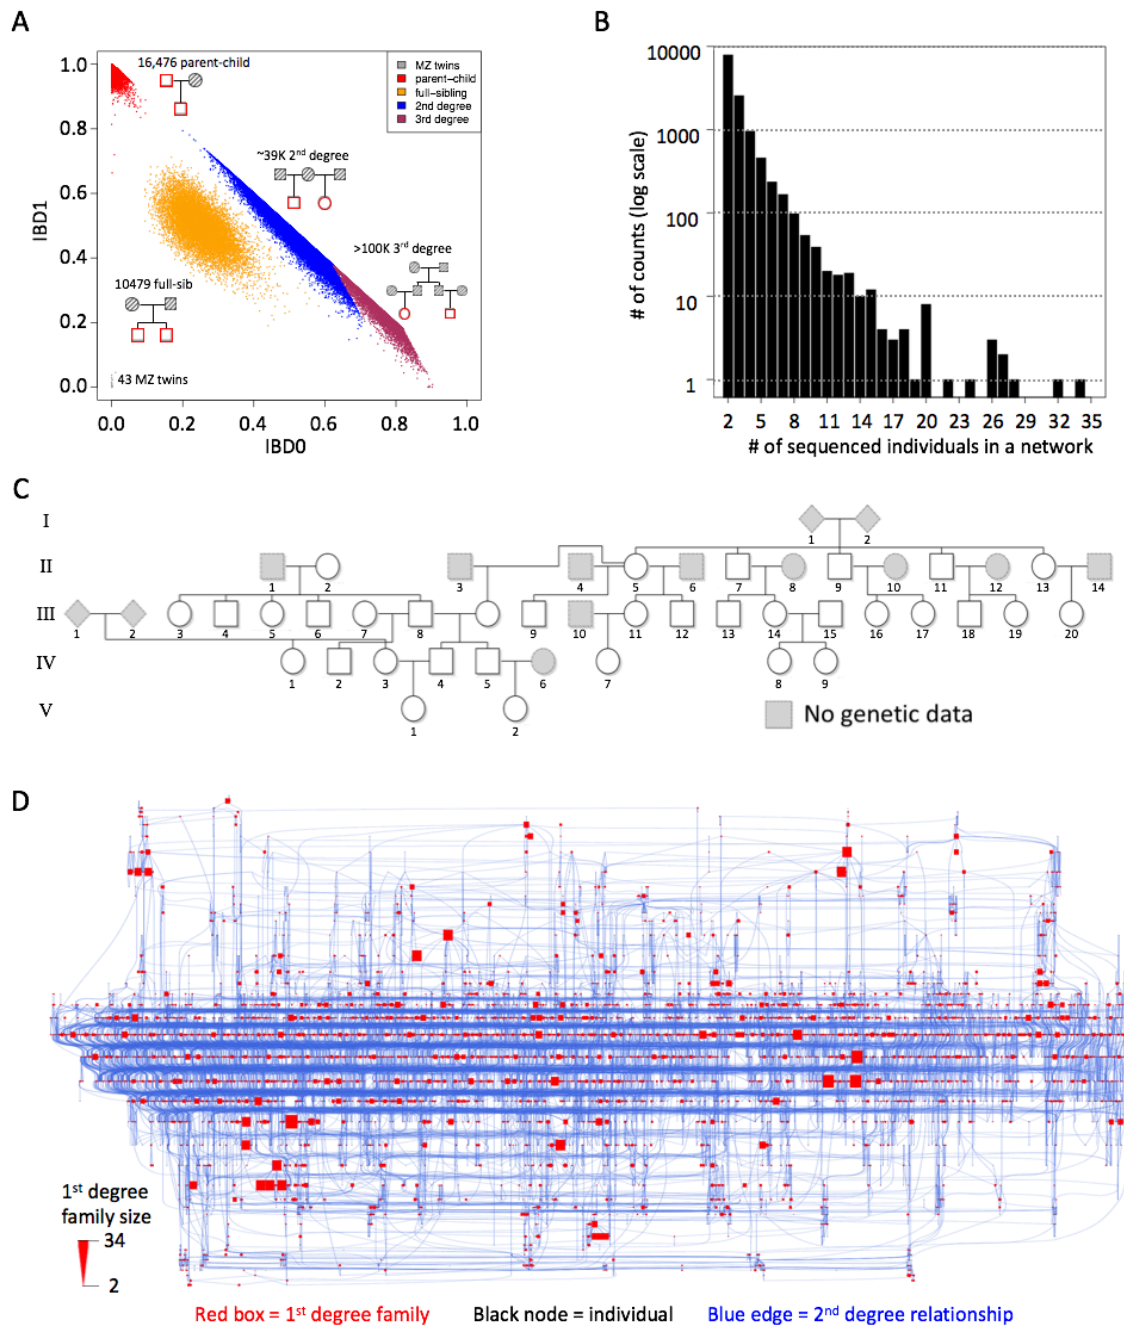 A
1.0
0.8
0.6
0.4
0.2
0.0
IBD1
0.0 0.2 0.4 0.6 0.8 1.0
IBD0
16,476 parent-child
MZ twins
parent-child
full-sibling
2nd degree
3rd degree
~39K 2nd degree
>100K 3rd degree
10479 full-sib
43 MZ twins
B
10000
1000
100
10
1
# of counts (log scale)
2 5 8 11 14 17 20 23 26 29 32 35
# of sequenced individuals in a network
C
I
1 2
II
1 2 3 4 5 6 7 8 9 10 11 12 13 14
III
1 2 3 4 5 6 7 8 9 10 11 12 13 14 15 16 17 18 19 20
IV
1 2 3 4 5 6 7 8 9
V
1 2
No genetic data
D
1st degree
family size
34
2
Red box = 1st degree family Black node = individual Blue edge = 2nd degree relationship